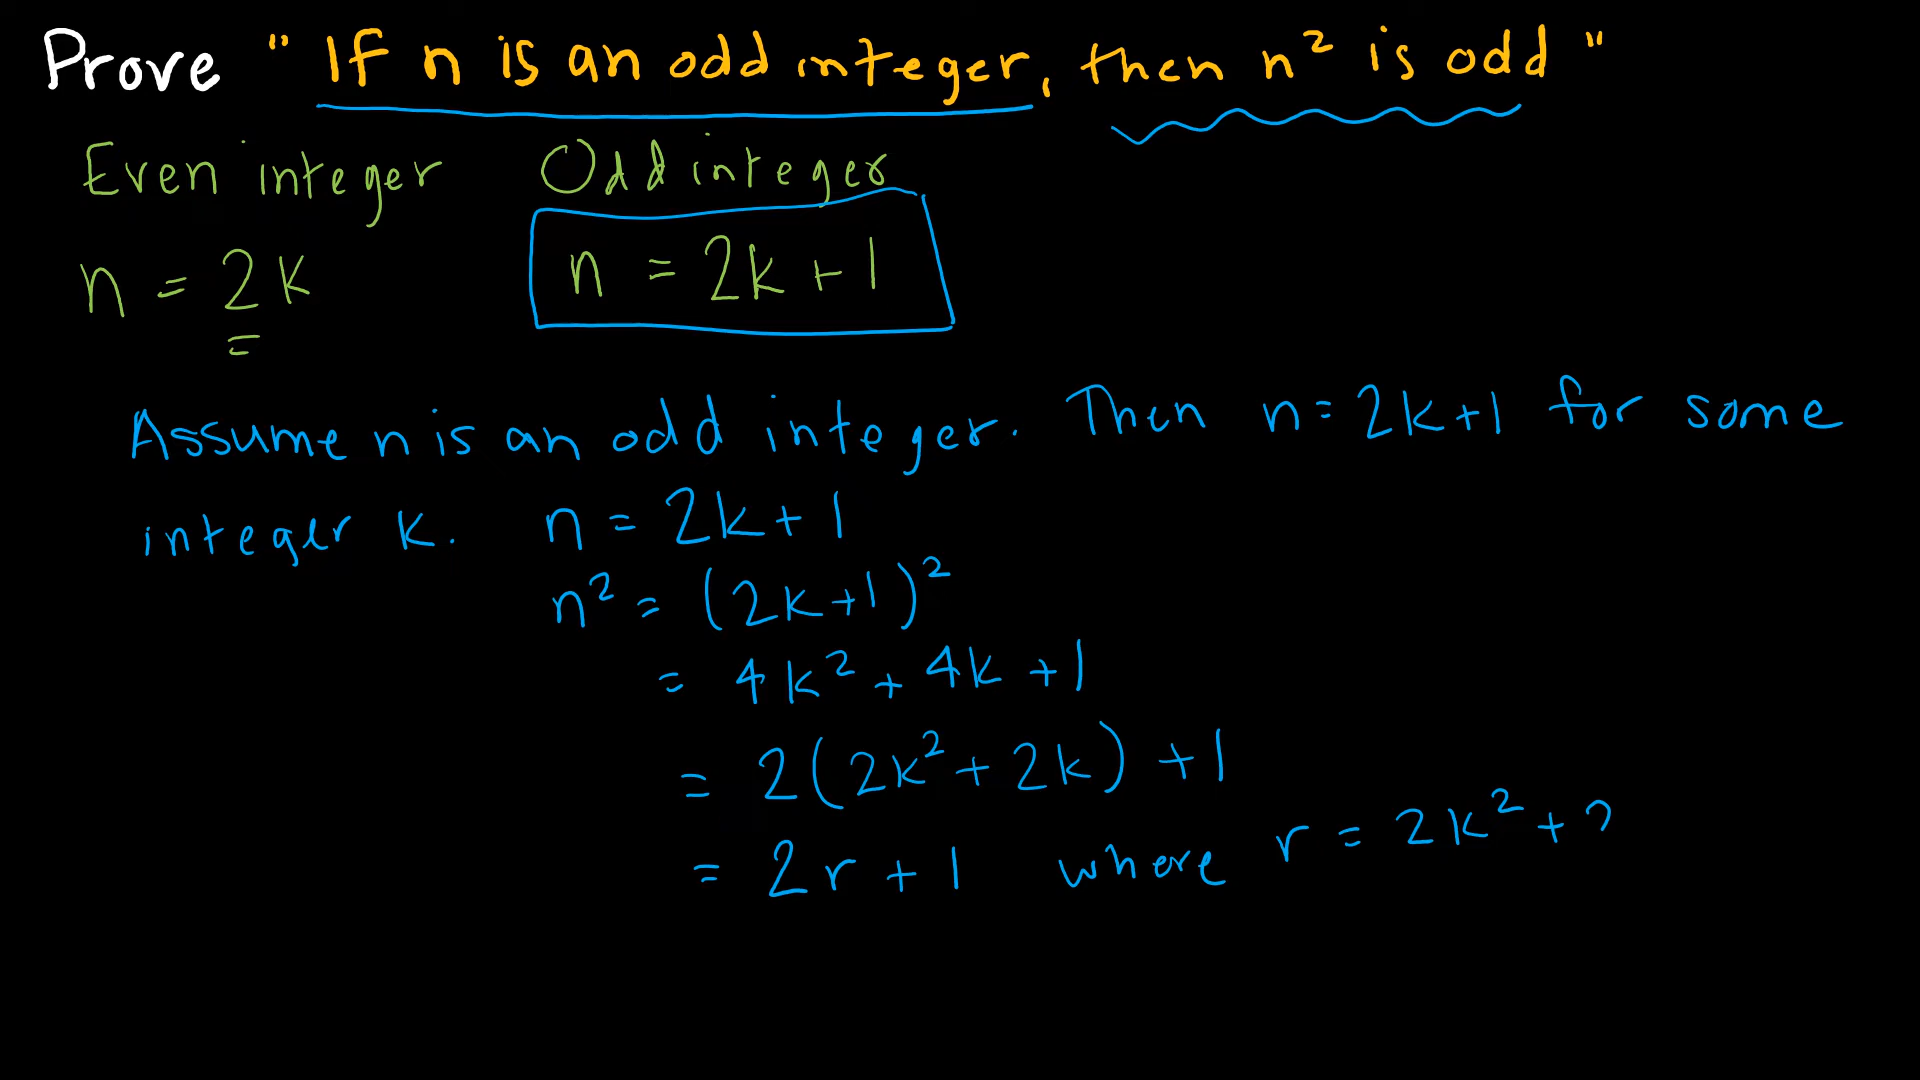 Prove "If n is an odd integer, then n² is odd"
Even integer Odd integer
n = 2k n = 2k + 1
Assume n is an odd integer. Then n = 2k+1 for some
integer k. n = 2k + 1
n² = (2k+1)²
= 4k² + 4k + 1
= 2(2k² + 2k) + 1
= 2r + 1 where r = 2k² +